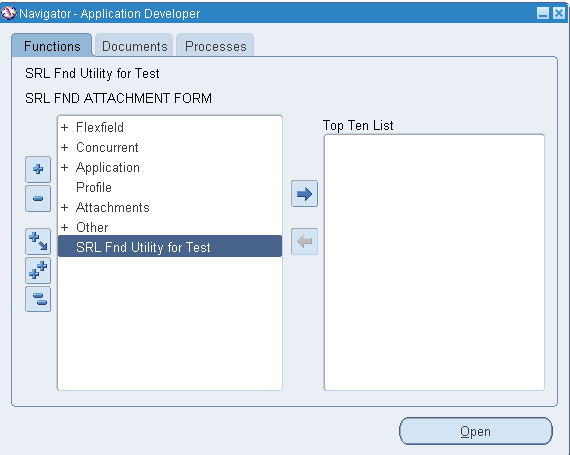 Navigator - Application Developer
Functions
Documents
Processes
SRL Fnd Utility for Test
SRL FND ATTACHMENT FORM
+ Flexfield
+ Concurrent
+ Application
Profile
+ Attachments
+ Other
SRL Fnd Utility for Test
Top Ten List
Open